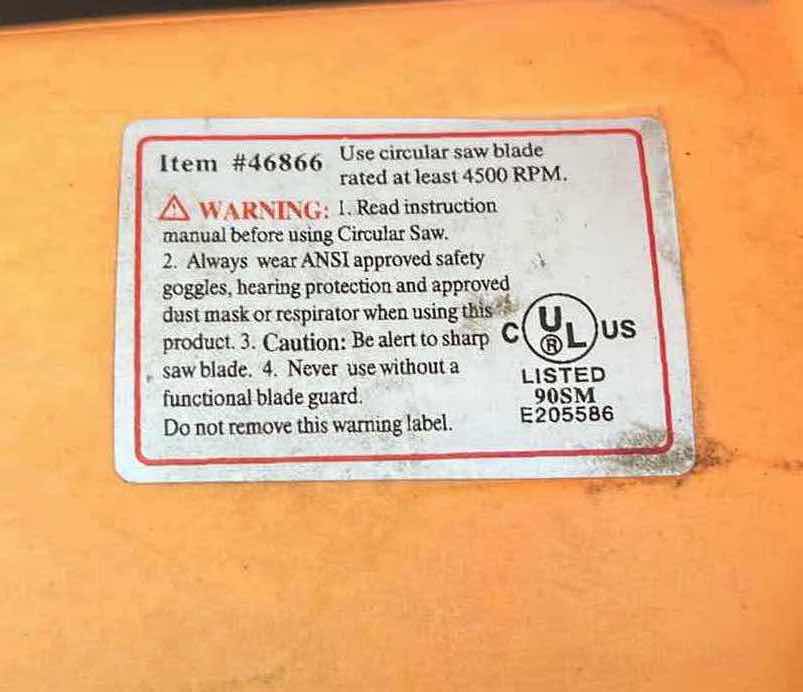 Item #46866 Use circular saw blade
rated at least 4500 RPM.
⚠ WARNING: 1. Read instruction
manual before using Circular Saw.
2. Always wear ANSI approved safety
goggles, hearing protection and approved
dust mask or respirator when using this
product. 3. Caution: Be alert to sharp
saw blade. 4. Never use without a
functional blade guard.
Do not remove this warning label.
C UL ® US
LISTED
90SM
E205586